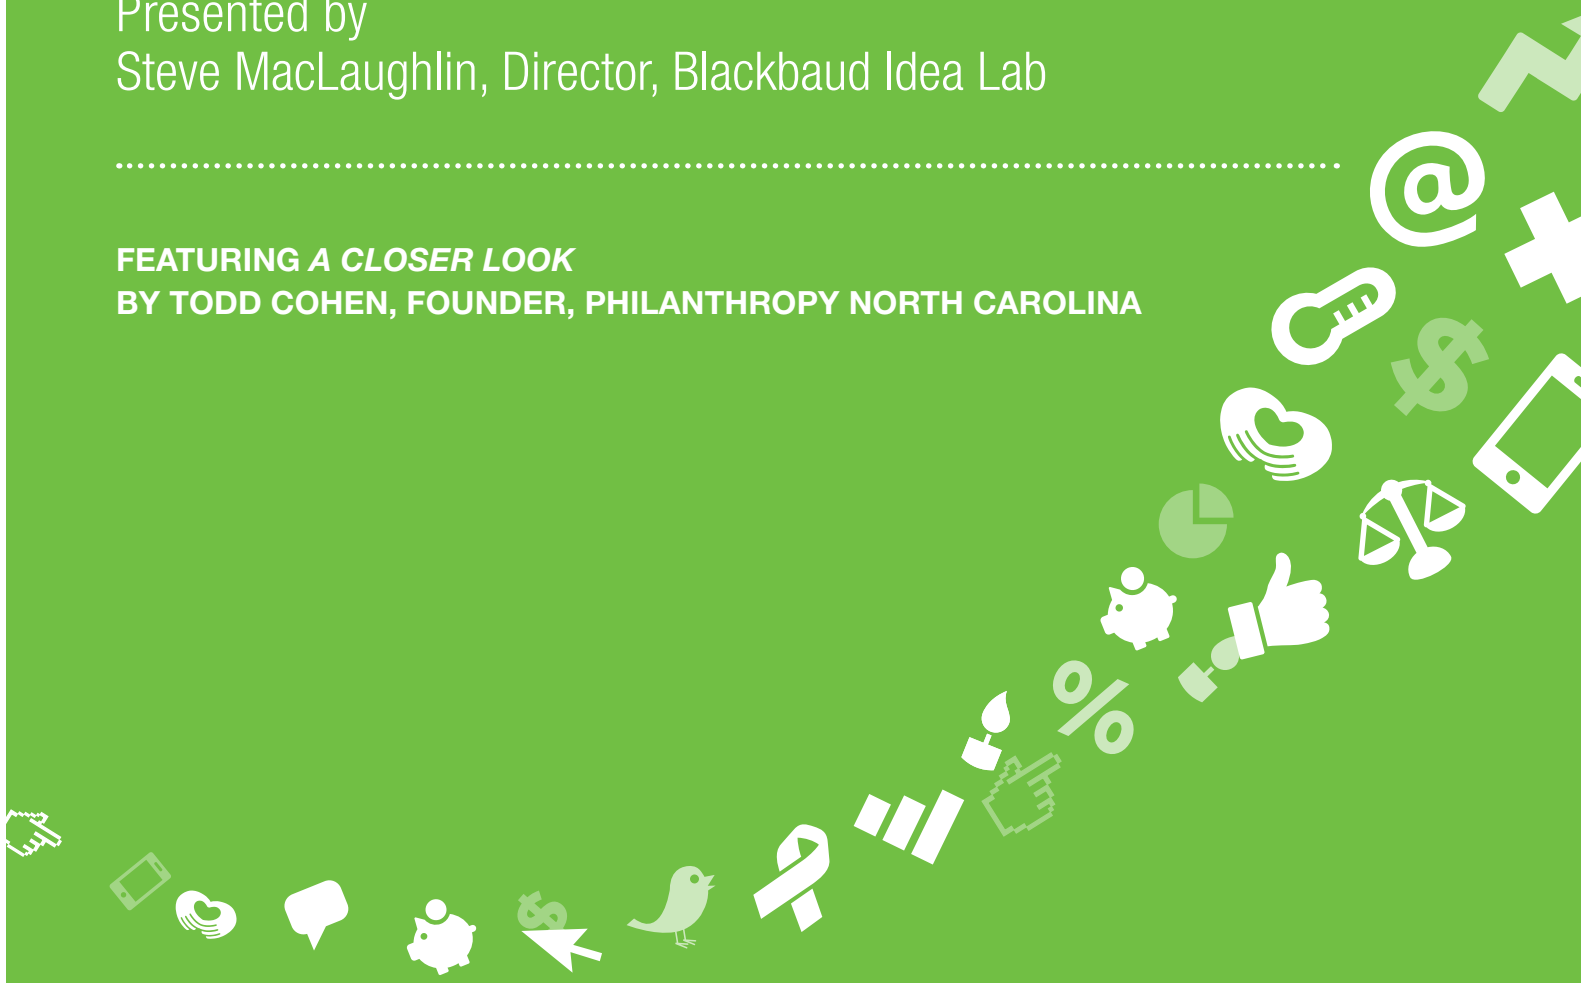 Presented by
Steve MacLaughlin, Director, Blackbaud Idea Lab
FEATURING A CLOSER LOOK
BY TODD COHEN, FOUNDER, PHILANTHROPY NORTH CAROLINA